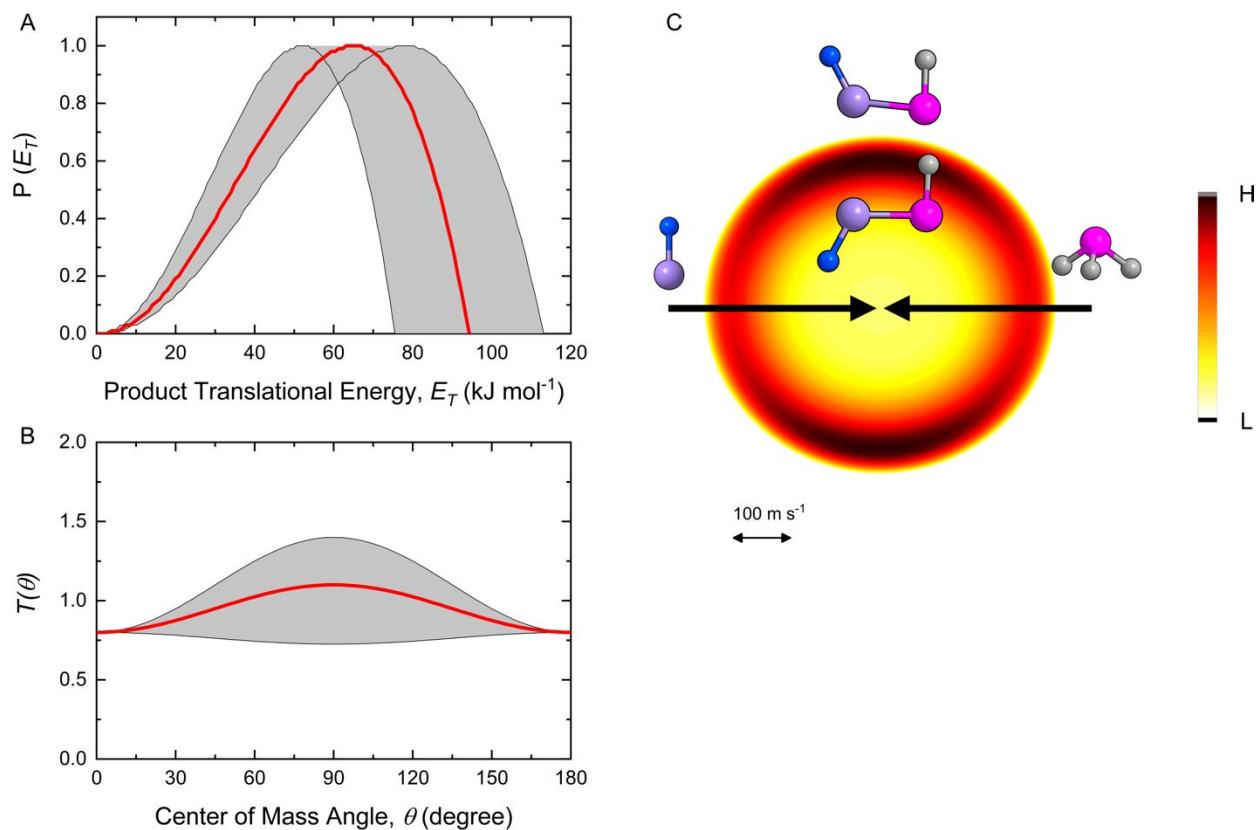 A
P (E_T)
1.0
0.8
0.6
0.4
0.2
0.0
0 20 40 60 80 100 120
Product Translational Energy, E_T (kJ mol⁻¹)
B
T(θ)
2.0
1.5
1.0
0.5
0.0
0 30 60 90 120 150 180
Center of Mass Angle, θ (degree)
C
H
L
100 m s⁻¹